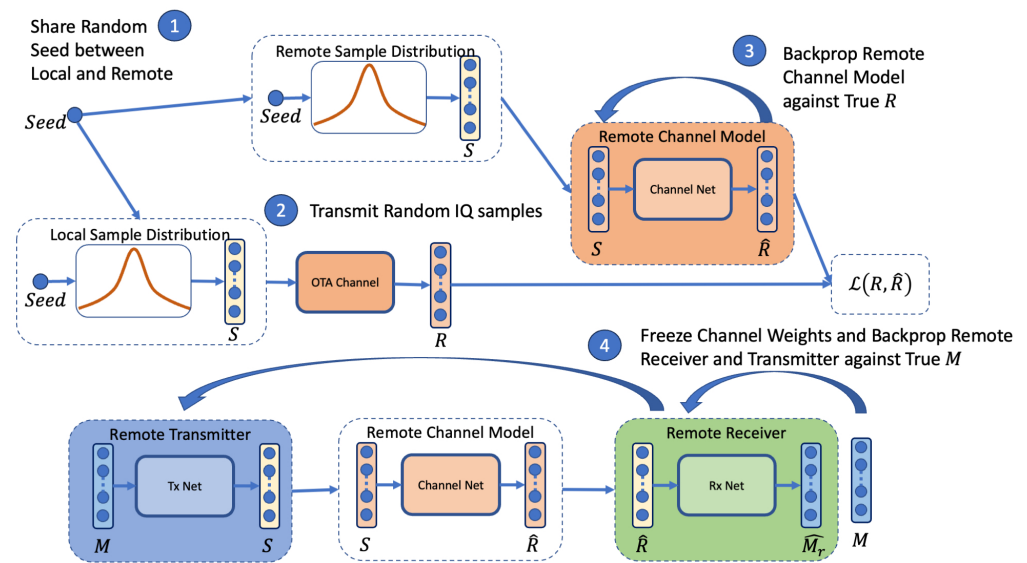 Share Random
Seed between
Local and Remote
1
Seed
Remote Sample Distribution
Seed
S
3
Backprop Remote
Channel Model
against True R
Remote Channel Model
Channel Net
S
R̂
2
Transmit Random IQ samples
Local Sample Distribution
Seed
S
OTA Channel
R
ℒ(R, R̂)
4
Freeze Channel Weights and Backprop Remote
Receiver and Transmitter against True M
Remote Transmitter
Tx Net
M
S
Remote Channel Model
Channel Net
S
R̂
Remote Receiver
Rx Net
R̂
M̂ᵣ
M